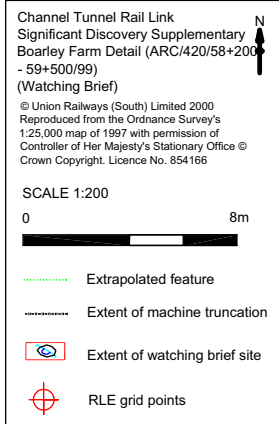 Channel Tunnel Rail Link
N
Significant Discovery Supplementary
Boarley Farm Detail (ARC/420/58+200
- 59+500/99)
(Watching Brief)
© Union Railways (South) Limited 2000
Reproduced from the Ordnance Survey's
1:25,000 map of 1997 with permission of
Controller of Her Majesty's Stationary Office ©
Crown Copyright. Licence No. 854166
SCALE 1:200
0 8m
Extrapolated feature
Extent of machine truncation
Extent of watching brief site
RLE grid points